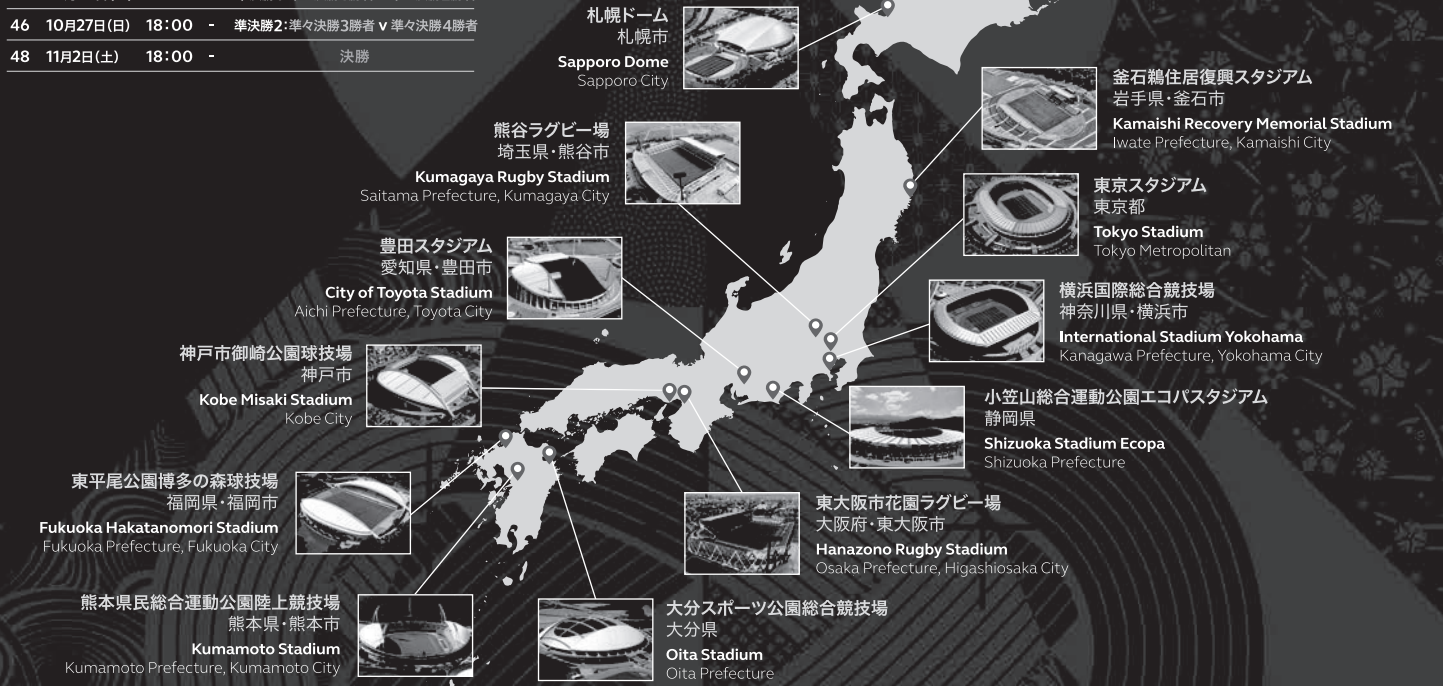 46 10月27日(日) 18:00 - 準決勝2:準々決勝3勝者 v 準々決勝4勝者
48 11月2日(土) 18:00 - 決勝
札幌ドーム
札幌市
Sapporo Dome
Sapporo City
釜石鵜住居復興スタジアム
岩手県・釜石市
Kamaishi Recovery Memorial Stadium
Iwate Prefecture, Kamaishi City
熊谷ラグビー場
埼玉県・熊谷市
Kumagaya Rugby Stadium
Saitama Prefecture, Kumagaya City
東京スタジアム
東京都
Tokyo Stadium
Tokyo Metropolitan
豊田スタジアム
愛知県・豊田市
City of Toyota Stadium
Aichi Prefecture, Toyota City
横浜国際総合競技場
神奈川県・横浜市
International Stadium Yokohama
Kanagawa Prefecture, Yokohama City
神戸市御崎公園球技場
神戸市
Kobe Misaki Stadium
Kobe City
小笠山総合運動公園エコパスタジアム
静岡県
Shizuoka Stadium Ecopa
Shizuoka Prefecture
東平尾公園博多の森球技場
福岡県・福岡市
Fukuoka Hakatanomori Stadium
Fukuoka Prefecture, Fukuoka City
東大阪市花園ラグビー場
大阪府・東大阪市
Hanazono Rugby Stadium
Osaka Prefecture, Higashiosaka City
熊本県民総合運動公園陸上競技場
熊本県・熊本市
Kumamoto Stadium
Kumamoto Prefecture, Kumamoto City
大分スポーツ公園総合競技場
大分県
Oita Stadium
Oita Prefecture